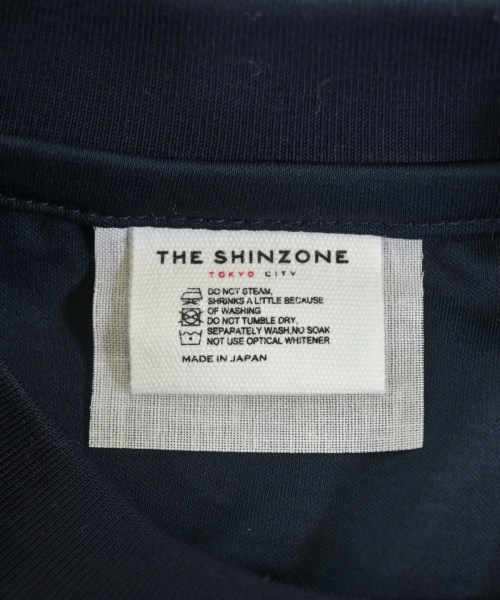 THE SHINZONE
TOKYO CITY
DO NOT STEAM,
SHRINKS A LITTLE BECAUSE
OF WASHING
DO NOT TUMBLE DRY,
SEPARATELY WASH,NO SOAK
NOT USE OPTICAL WHITENER
MADE IN JAPAN